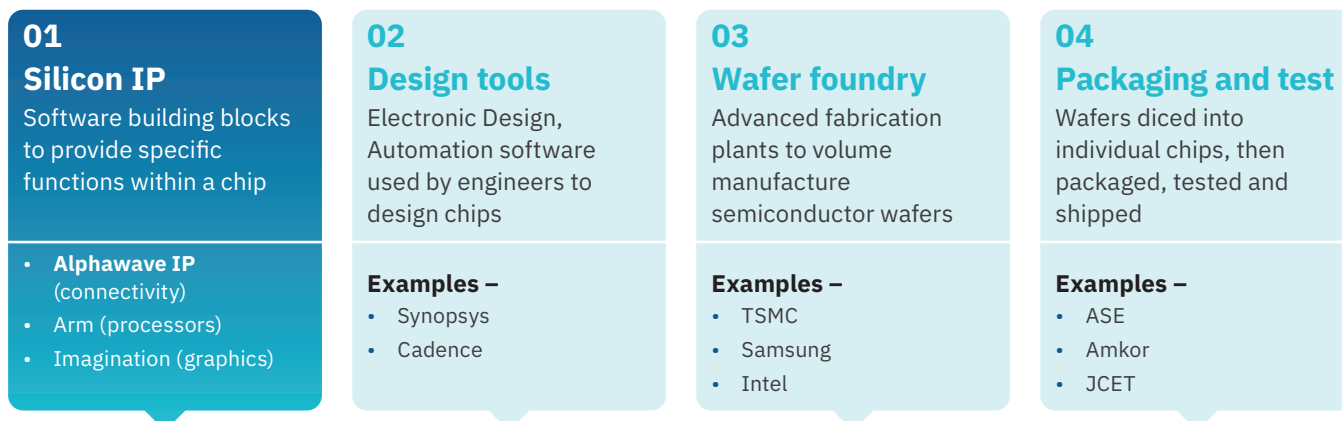 01
Silicon IP
Software building blocks
to provide specific
functions within a chip
• Alphawave IP
(connectivity)
• Arm (processors)
• Imagination (graphics)
02
Design tools
Electronic Design,
Automation software
used by engineers to
design chips
Examples –
• Synopsys
• Cadence
03
Wafer foundry
Advanced fabrication
plants to volume
manufacture
semiconductor wafers
Examples –
• TSMC
• Samsung
• Intel
04
Packaging and test
Wafers diced into
individual chips, then
packaged, tested and
shipped
Examples –
• ASE
• Amkor
• JCET